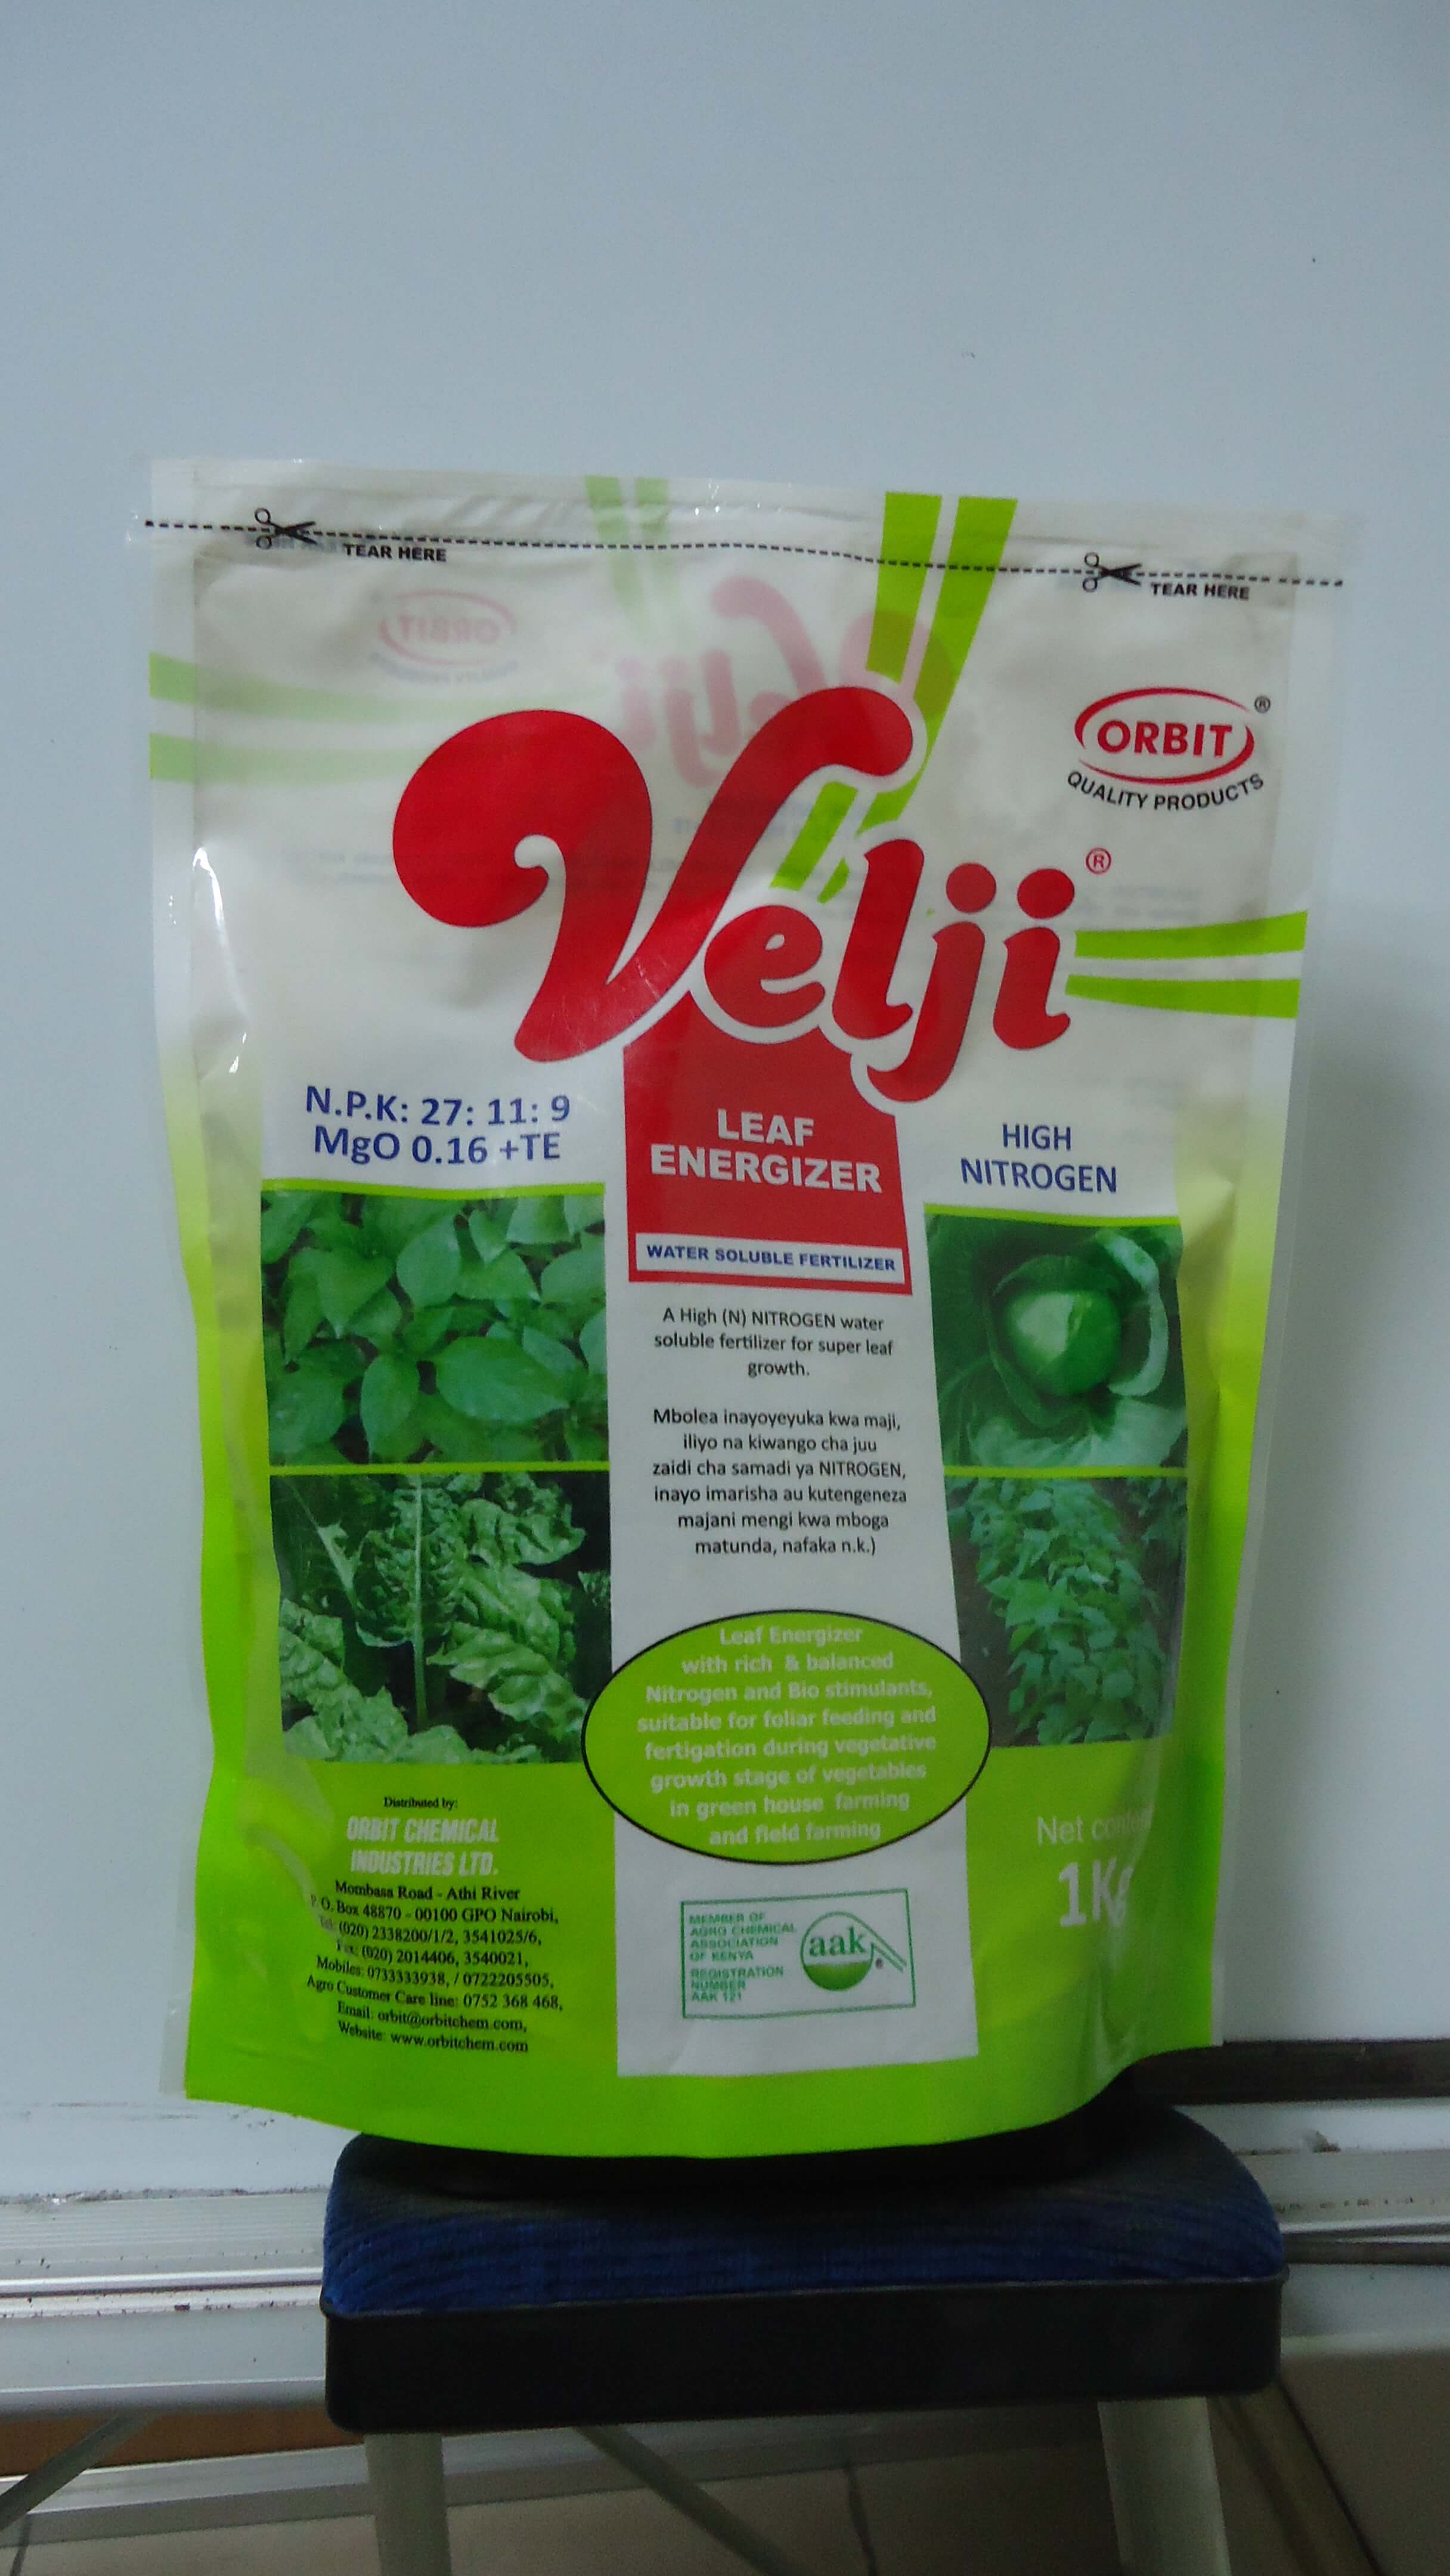 TEAR HERE
TEAR HERE
ORBIT ®
QUALITY PRODUCTS
Velji ®
N.P.K: 27: 11: 9
MgO 0.16 +TE
LEAF
ENERGIZER
WATER SOLUBLE FERTILIZER
HIGH
NITROGEN
A High (N) NITROGEN water
soluble fertilizer for super leaf
growth.
Mbolea inayoyeyuka kwa maji,
iliyo na kiwango cha juu
zaidi cha samadi ya NITROGEN,
inayo imarisha au kutengeneza
majani mengi kwa mboga
matunda, nafaka n.k.)
Leaf Energizer
with rich & balanced
Nitrogen and Bio stimulants,
suitable for foliar feeding and
fertigation during vegetative
growth stage of vegetables
in green house farming
and field farming
Distributed by:
ORBIT CHEMICAL
INDUSTRIES LTD.
Mombasa Road - Athi River
P.O. Box 48870 - 00100 GPO Nairobi,
Tel: (020) 2338200/1/2, 3541025/6,
Fax: (020) 2014406, 3540021,
Mobiles: 0733333938, / 0722205505,
Agro Customer Care line: 0752 368 468,
Email: orbit@orbitchem.com,
Website: www.orbitchem.com
MEMBER OF
AGRO CHEMICAL
ASSOCIATION
OF KENYA
REGISTRATION
NUMBER
AAK 121
aak ®
Net
1Kg